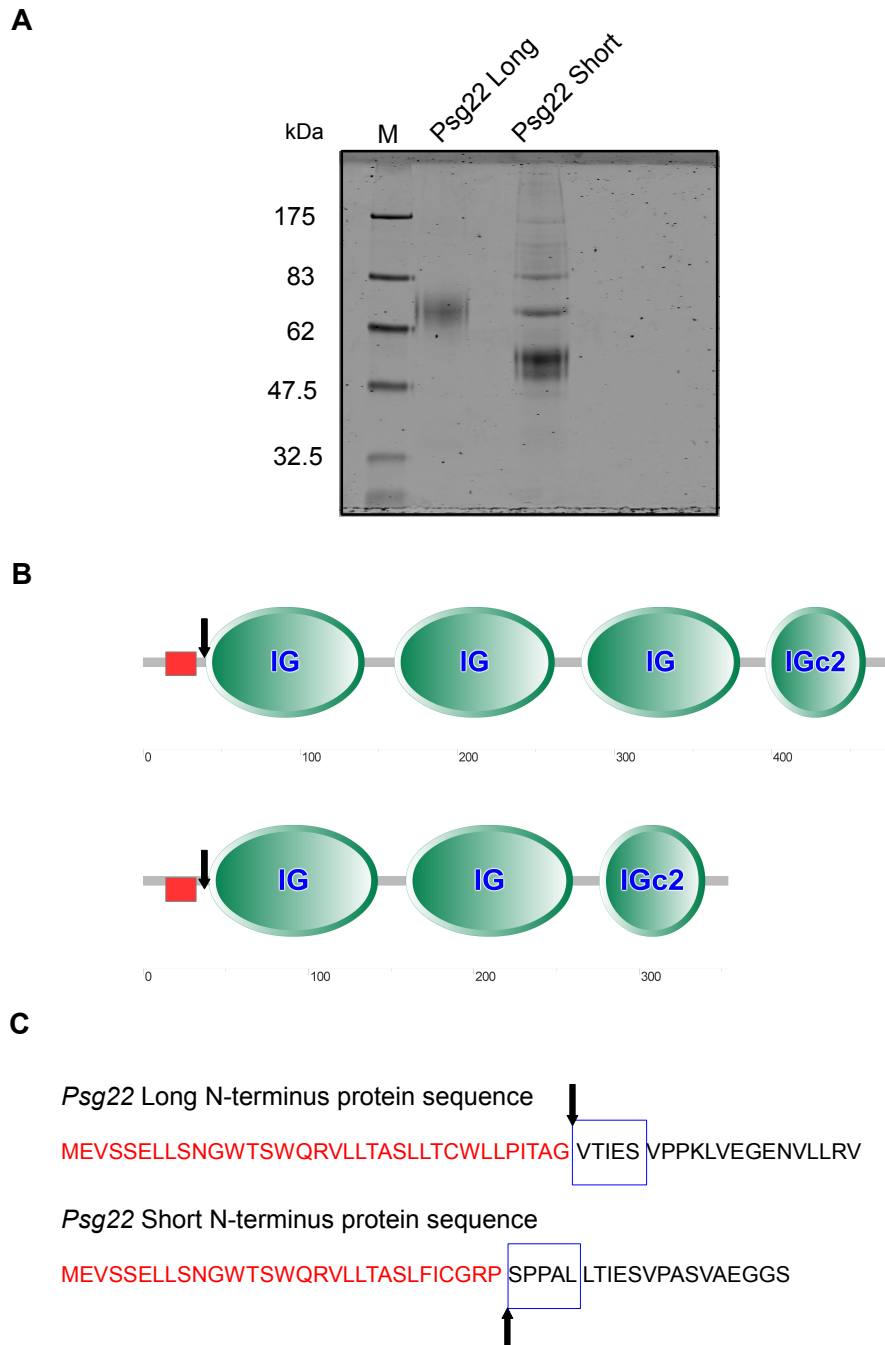 A
Psg22 Long
Psg22 Short
kDa
M
175
83
62
47.5
32.5
B
IG IG IG IGc2
0 100 200 300 400
IG IG IGc2
0 100 200 300
C
Psg22 Long N-terminus protein sequence
MEVSSELLSNGWTSWQRVLLTASLLTCWLLPITAG VTIES VPPKLVEGENVLLRV
Psg22 Short N-terminus protein sequence
MEVSSELLSNGWTSWQRVLLTASLFICGRP SPPAL LTIESVPASVAEGGS